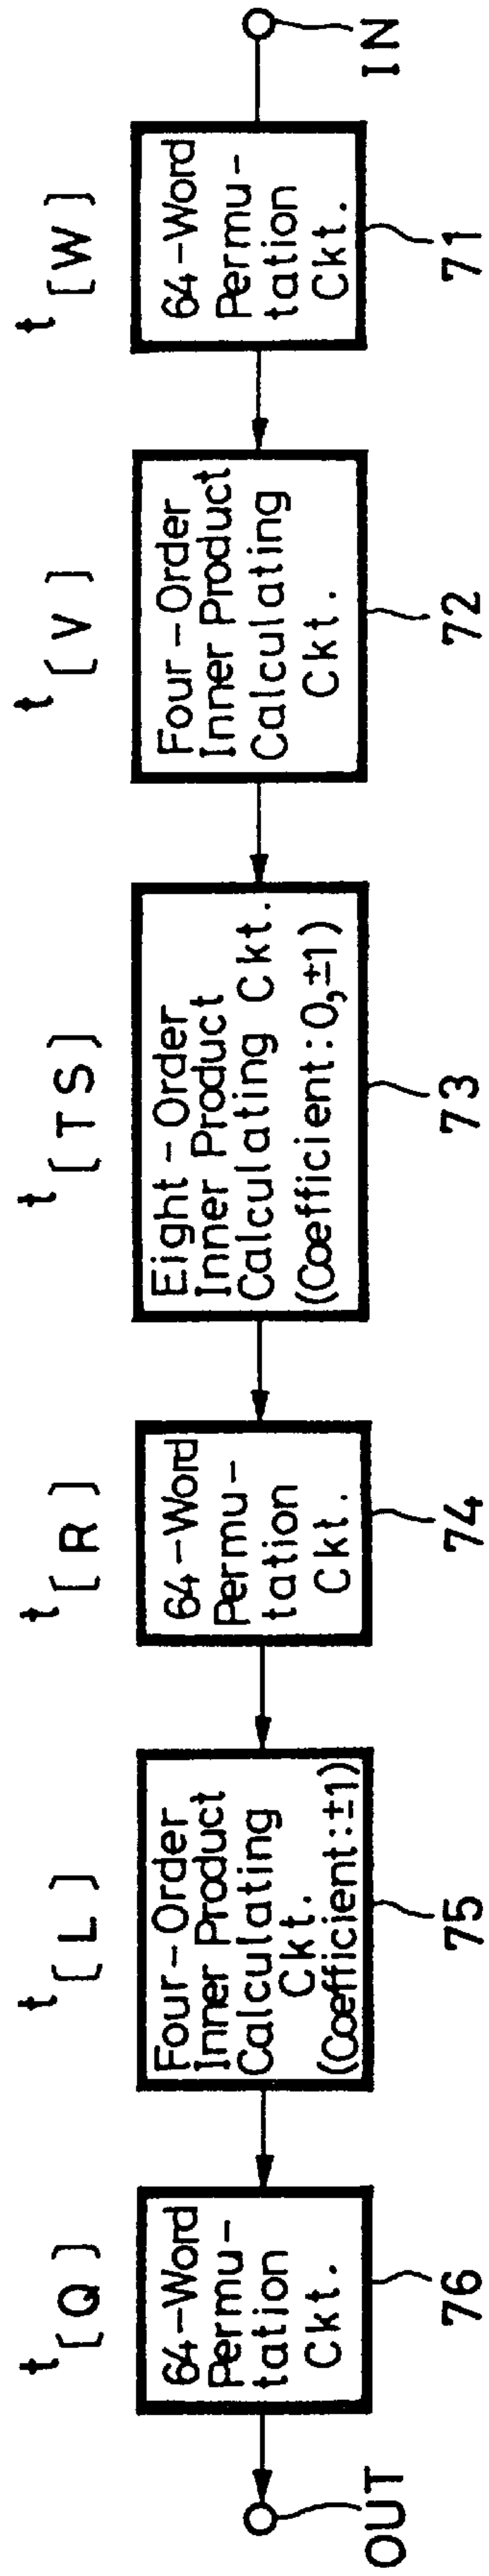 IN
t[W]
64-Word
Permu-
tation
Ckt.
71
t[V]
Four-Order
Inner Product
Calculating
Ckt.
72
t[TS]
Eight-Order
Inner Product
Calculating Ckt.
(Coefficient:0,±1)
73
t[R]
64-Word
Permu-
tation
Ckt.
74
t[L]
Four-Order
Inner Product
Calculating
Ckt.
(Coefficient:±1)
75
t[Q]
64-Word
Permu-
tation
Ckt.
76
OUT